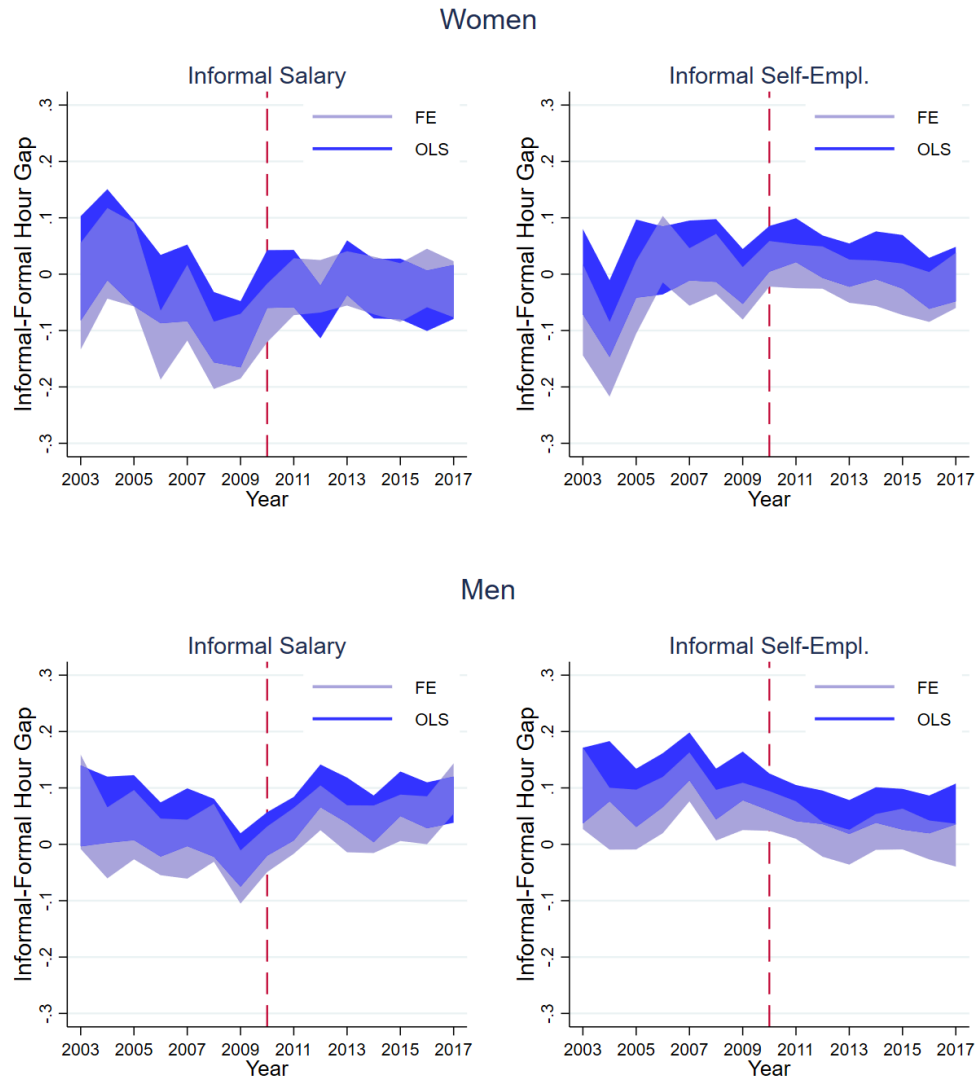 Women
Informal Salary
Informal Self-Empl.
Informal-Formal Hour Gap
.3
.2
.1
0
-.1
-.2
-.3
FE
OLS
2003 2005 2007 2009 2011 2013 2015 2017
Year
Informal-Formal Hour Gap
.3
.2
.1
0
-.1
-.2
-.3
FE
OLS
2003 2005 2007 2009 2011 2013 2015 2017
Year
Men
Informal Salary
Informal Self-Empl.
Informal-Formal Hour Gap
.3
.2
.1
0
-.1
-.2
-.3
FE
OLS
2003 2005 2007 2009 2011 2013 2015 2017
Year
Informal-Formal Hour Gap
.3
.2
.1
0
-.1
-.2
-.3
FE
OLS
2003 2005 2007 2009 2011 2013 2015 2017
Year